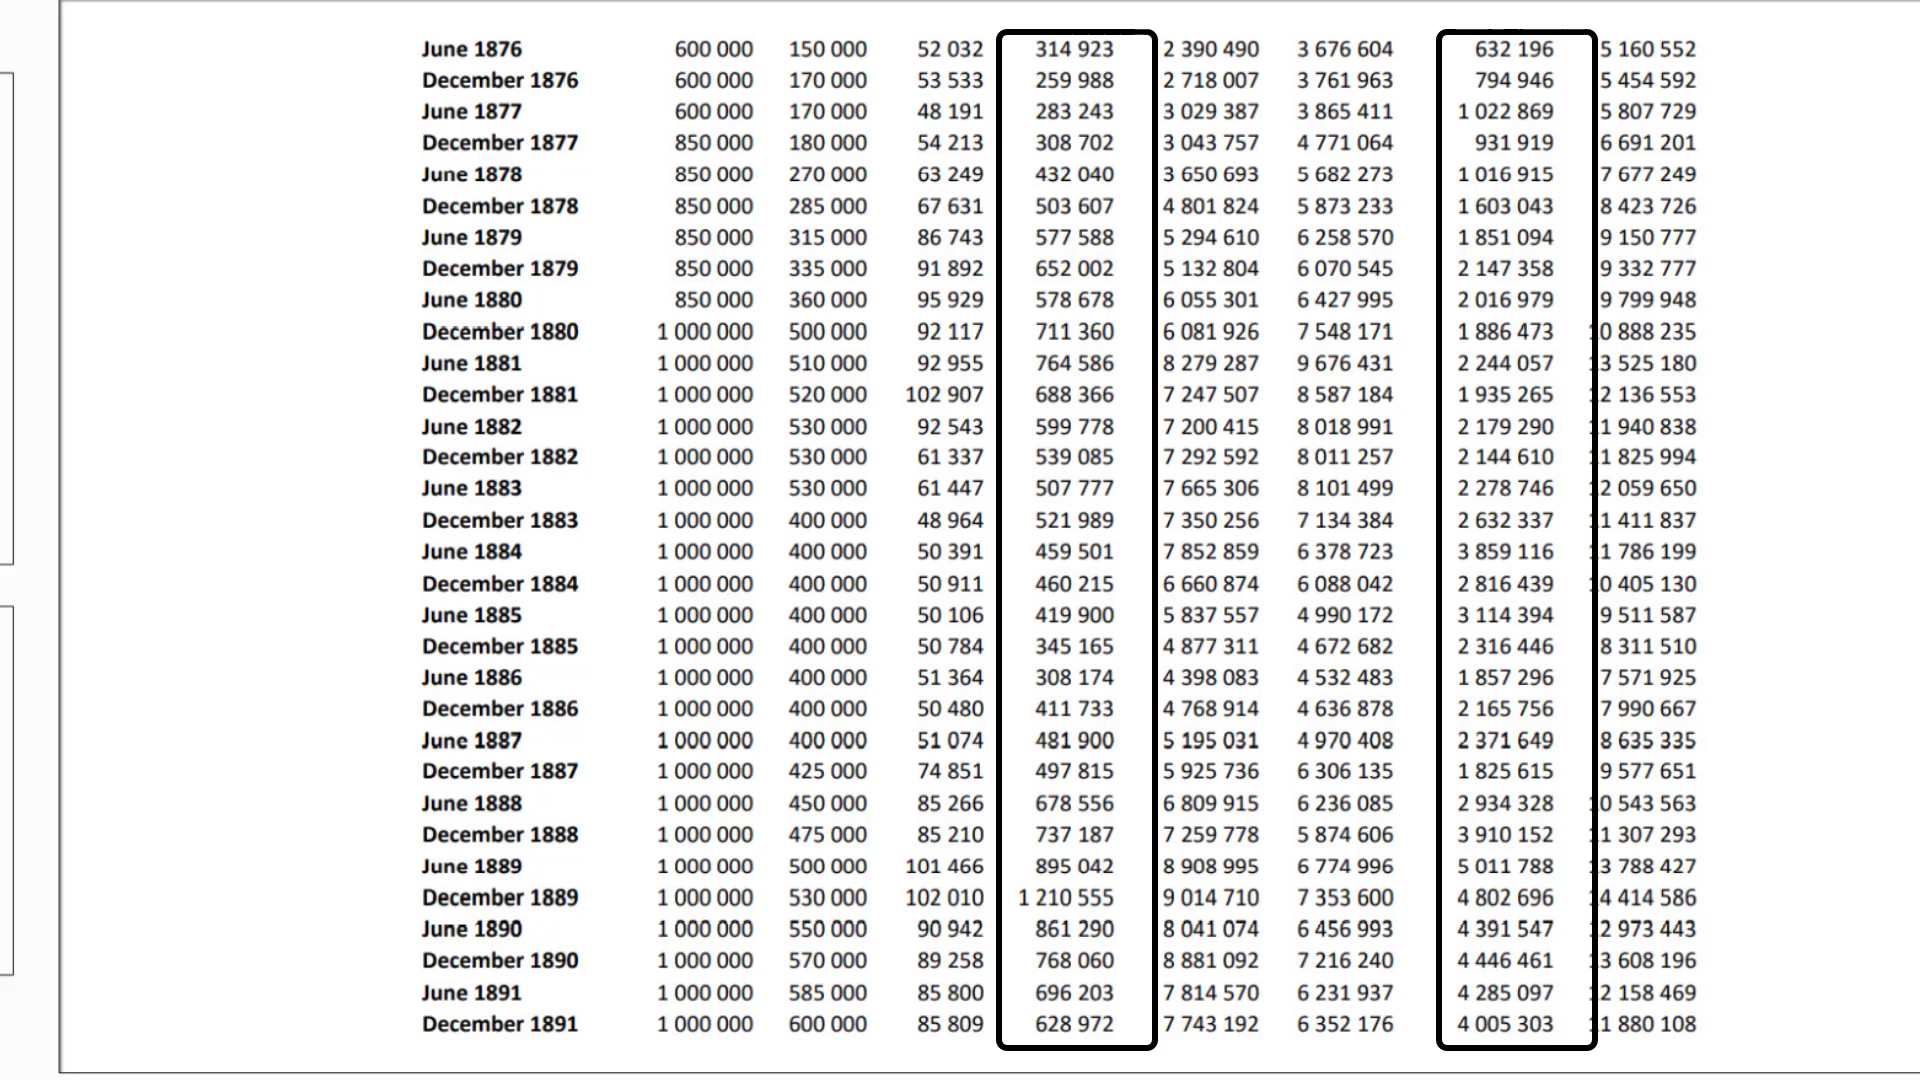 June 1876 600 000 150 000 52 032 314 923 2 390 490 3 676 604 632 196 5 160 552
December 1876 600 000 170 000 53 533 259 988 2 718 007 3 761 963 794 946 5 454 592
June 1877 600 000 170 000 48 191 283 243 3 029 387 3 865 411 1 022 869 5 807 729
December 1877 850 000 180 000 54 213 308 702 3 043 757 4 771 064 931 919 6 691 201
June 1878 850 000 270 000 63 249 432 040 3 650 693 5 682 273 1 016 915 7 677 249
December 1878 850 000 285 000 67 631 503 607 4 801 824 5 873 233 1 603 043 8 423 726
June 1879 850 000 315 000 86 743 577 588 5 294 610 6 258 570 1 851 094 9 150 777
December 1879 850 000 335 000 91 892 652 002 5 132 804 6 070 545 2 147 358 9 332 777
June 1880 850 000 360 000 95 929 578 678 6 055 301 6 427 995 2 016 979 9 799 948
December 1880 1 000 000 500 000 92 117 711 360 6 081 926 7 548 171 1 886 473 10 888 235
June 1881 1 000 000 510 000 92 955 764 586 8 279 287 9 676 431 2 244 057 13 525 180
December 1881 1 000 000 520 000 102 907 688 366 7 247 507 8 587 184 1 935 265 12 136 553
June 1882 1 000 000 530 000 92 543 599 778 7 200 415 8 018 991 2 179 290 11 940 838
December 1882 1 000 000 530 000 61 337 539 085 7 292 592 8 011 257 2 144 610 11 825 994
June 1883 1 000 000 530 000 61 447 507 777 7 665 306 8 101 499 2 278 746 12 059 650
December 1883 1 000 000 400 000 48 964 521 989 7 350 256 7 134 384 2 632 337 11 411 837
June 1884 1 000 000 400 000 50 391 459 501 7 852 859 6 378 723 3 859 116 11 786 199
December 1884 1 000 000 400 000 50 911 460 215 6 660 874 6 088 042 2 816 439 10 405 130
June 1885 1 000 000 400 000 50 106 419 900 5 837 557 4 990 172 3 114 394 9 511 587
December 1885 1 000 000 400 000 50 784 345 165 4 877 311 4 672 682 2 316 446 8 311 510
June 1886 1 000 000 400 000 51 364 308 174 4 398 083 4 532 483 1 857 296 7 571 925
December 1886 1 000 000 400 000 50 480 411 733 4 768 914 4 636 878 2 165 756 7 990 667
June 1887 1 000 000 400 000 51 074 481 900 5 195 031 4 970 408 2 371 649 8 635 335
December 1887 1 000 000 425 000 74 851 497 815 5 925 736 6 306 135 1 825 615 9 577 651
June 1888 1 000 000 450 000 85 266 678 556 6 809 915 6 236 085 2 934 328 10 543 563
December 1888 1 000 000 475 000 85 210 737 187 7 259 778 5 874 606 3 910 152 11 307 293
June 1889 1 000 000 500 000 101 466 895 042 8 908 995 6 774 996 5 011 788 13 788 427
December 1889 1 000 000 530 000 102 010 1 210 555 9 014 710 7 353 600 4 802 696 14 414 586
June 1890 1 000 000 550 000 90 942 861 290 8 041 074 6 456 993 4 391 547 12 973 443
December 1890 1 000 000 570 000 89 258 768 060 8 881 092 7 216 240 4 446 461 13 608 196
June 1891 1 000 000 585 000 85 800 696 203 7 814 570 6 231 937 4 285 097 12 158 469
December 1891 1 000 000 600 000 85 809 628 972 7 743 192 6 352 176 4 005 303 11 880 108